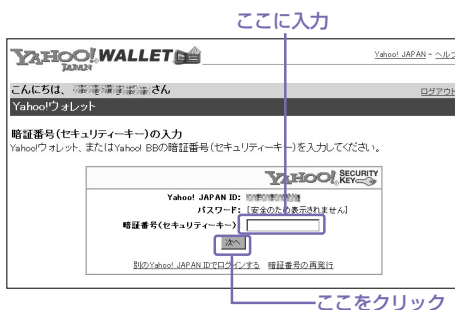 ここに入力
YAHOO! JAPAN WALLET
Yahoo! JAPAN - ヘルプ
こんにちは、 さん
ログアウト
Yahoo!ウォレット
暗証番号(セキュリティーキー)の入力
Yahoo!ウォレット、またはYahoo! BBの暗証番号(セキュリティーキー)を入力してください。
YAHOO! SECURITY KEY
Yahoo! JAPAN ID:
パスワード: [安全のため表示されません]
暗証番号(セキュリティーキー)
次へ
別のYahoo! JAPAN IDでログインする 暗証番号の再発行
ここをクリック